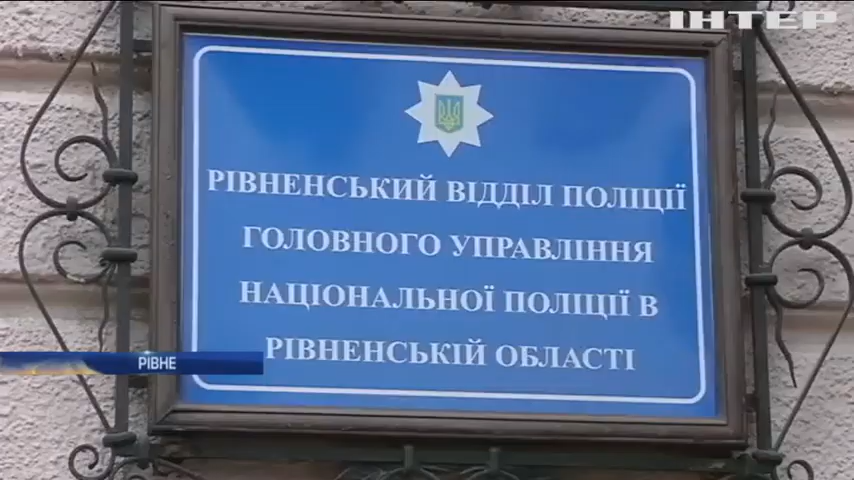 ІНТЕР
РІВНЕНСЬКИЙ ВІДДІЛ ПОЛІЦІЇ
ГОЛОВНОГО УПРАВЛІННЯ
НАЦІОНАЛЬНОЇ ПОЛІЦІЇ В
РІВНЕНСЬКІЙ ОБЛАСТІ
РІВНЕ